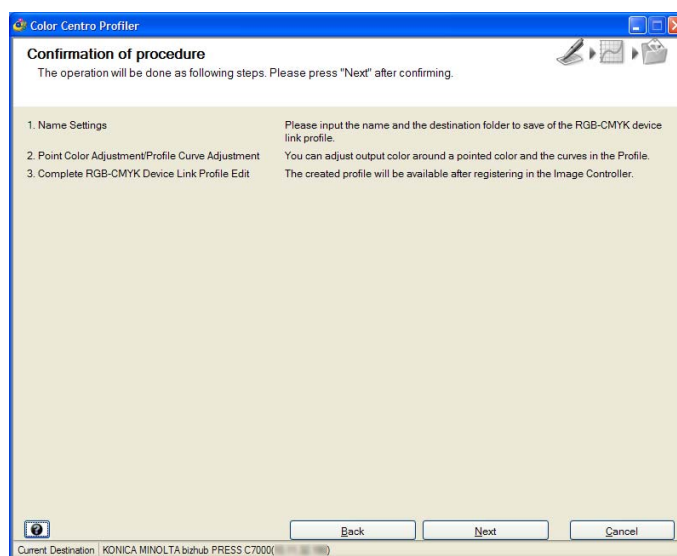 Color Centro Profiler
Confirmation of procedure
The operation will be done as following steps. Please press "Next" after confirming.
1. Name Settings
Please input the name and the destination folder to save of the RGB-CMYK device
link profile.
2. Point Color Adjustment/Profile Curve Adjustment
You can adjust output color around a pointed color and the curves in the Profile.
3. Complete RGB-CMYK Device Link Profile Edit
The created profile will be available after registering in the Image Controller.
Back
Next
Cancel
Current Destination
KONICA MINOLTA bizhub PRESS C7000(